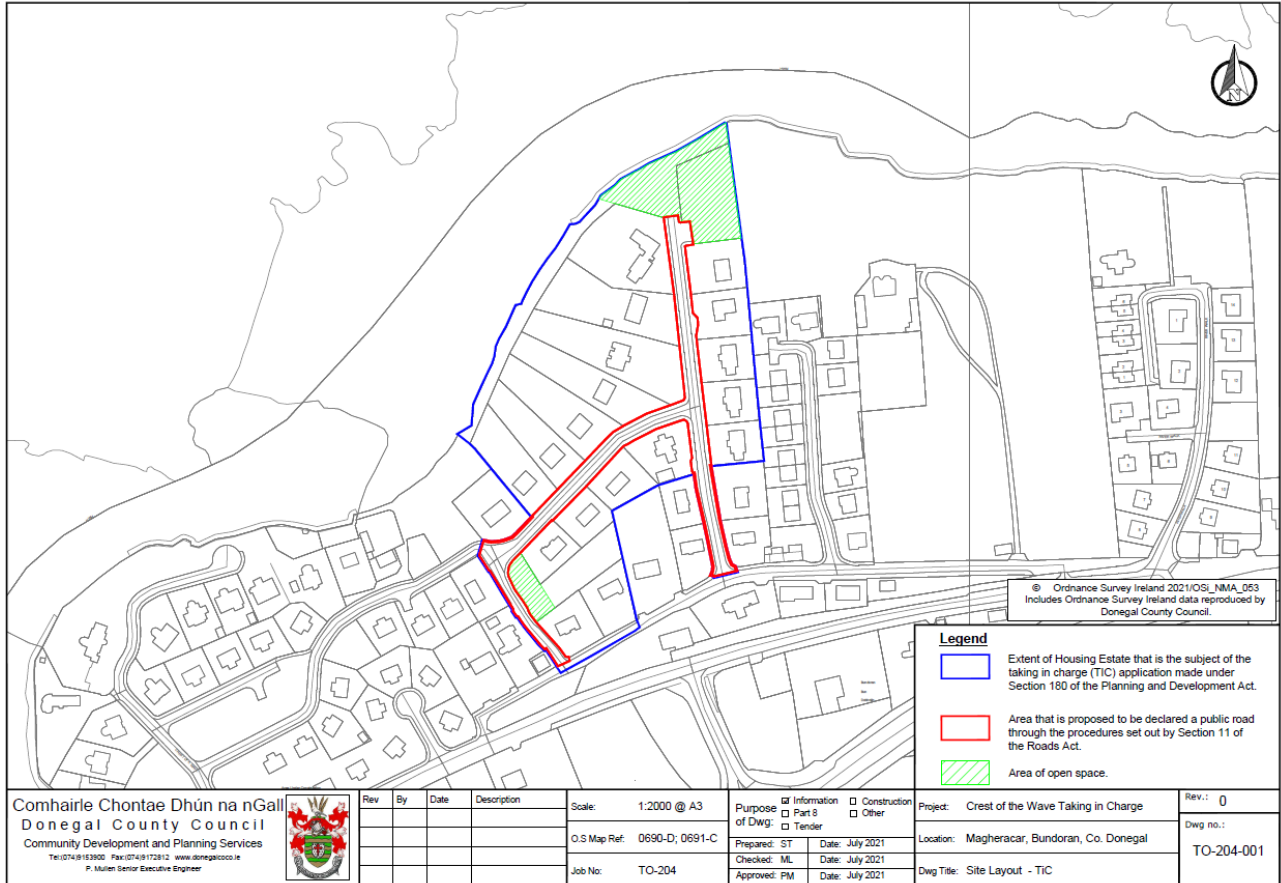 N
© Ordnance Survey Ireland 2021/OSi_NMA_053
Includes Ordnance Survey Ireland data reproduced by
Donegal County Council.
Legend
Extent of Housing Estate that is the subject of the
taking in charge (TIC) application made under
Section 180 of the Planning and Development Act.
Area that is proposed to be declared a public road
through the procedures set out by Section 11 of
the Roads Act.
Area of open space.
Comhairle Chontae Dhún na nGall
Donegal County Council
Community Development and Planning Services
Tel:(074)9153900 Fax:(074)9172812 www.donegalcoco.ie
P. Mullen Senior Executive Engineer
Rev By Date Description
Scale: 1:2000 @ A3
O.S Map Ref: 0690-D; 0691-C
Job No: TO-204
Purpose of Dwg:
Information Construction
Part 8 Other
Tender
Prepared: ST Date: July 2021
Checked: ML Date: July 2021
Approved: PM Date: July 2021
Project: Crest of the Wave Taking in Charge
Location: Magheracar, Bundoran, Co. Donegal
Dwg Title: Site Layout - TiC
Rev.: 0
Dwg no.:
TO-204-001